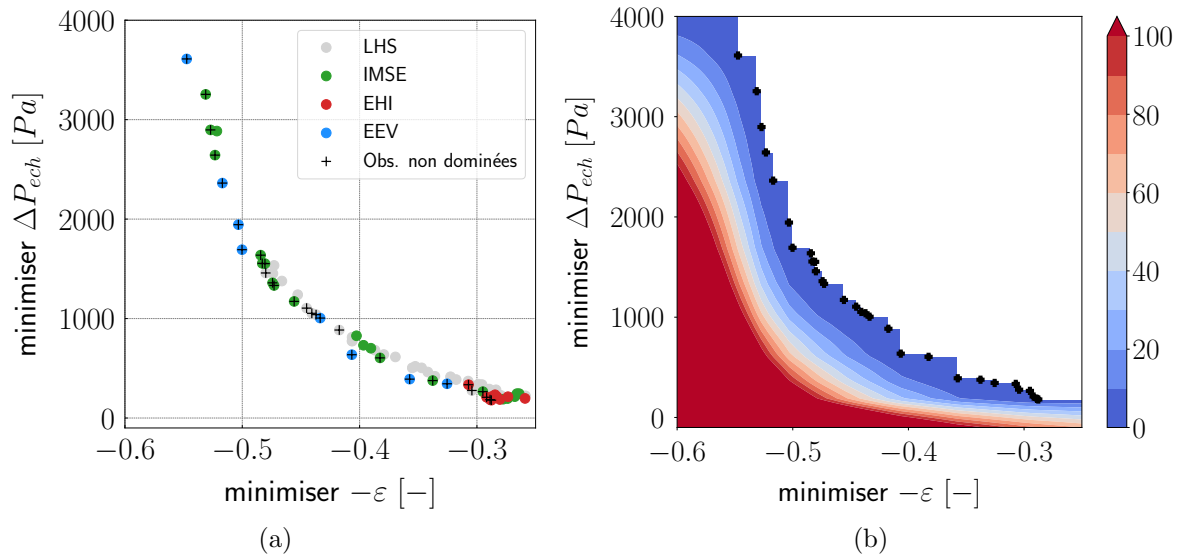 4000
3000
2000
1000
0
minimiser ΔP_ech [Pa]
LHS
IMSE
EHI
EEV
Obs. non dominées
−0.6
−0.5
−0.4
−0.3
minimiser −ε [−]
(a)
4000
3000
2000
1000
0
minimiser ΔP_ech [Pa]
−0.6
−0.5
−0.4
−0.3
minimiser −ε [−]
100
80
60
40
20
0
(b)